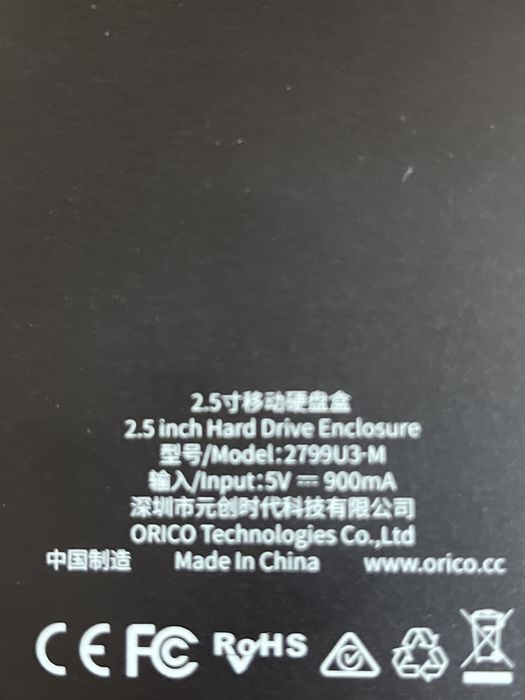 2.5寸移动硬盘盒
2.5 inch Hard Drive Enclosure
型号/Model:2799U3-M
输入/Input:5V ⎓ 900mA
深圳市元创时代科技有限公司
ORICO Technologies Co.,Ltd
中国制造 Made In China www.orico.cc
CE FC RoHS